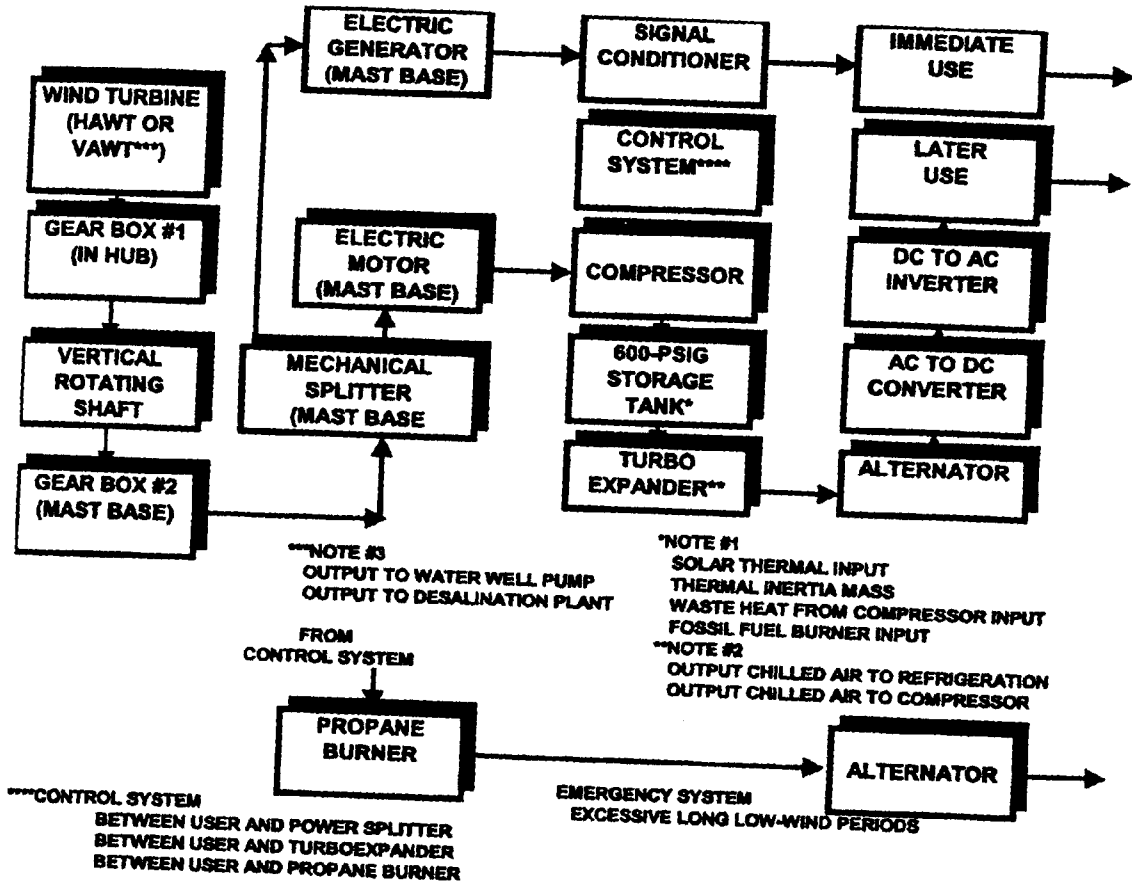 ELECTRIC
GENERATOR
(MAST BASE)
SIGNAL
CONDITIONER
IMMEDIATE
USE
WIND TURBINE
(HAWT OR
VAWT***)
CONTROL
SYSTEM****
LATER
USE
GEAR BOX #1
(IN HUB)
ELECTRIC
MOTOR
(MAST BASE)
COMPRESSOR
DC TO AC
INVERTER
VERTICAL
ROTATING
SHAFT
MECHANICAL
SPLITTER
(MAST BASE
600-PSIG
STORAGE
TANK*
AC TO DC
CONVERTER
GEAR BOX #2
(MAST BASE)
TURBO
EXPANDER**
ALTERNATOR
***NOTE #3
OUTPUT TO WATER WELL PUMP
OUTPUT TO DESALINATION PLANT
*NOTE #1
SOLAR THERMAL INPUT
THERMAL INERTIA MASS
WASTE HEAT FROM COMPRESSOR INPUT
FOSSIL FUEL BURNER INPUT
**NOTE #2
OUTPUT CHILLED AIR TO REFRIGERATION
OUTPUT CHILLED AIR TO COMPRESSOR
FROM
CONTROL SYSTEM
PROPANE
BURNER
ALTERNATOR
EMERGENCY SYSTEM
EXCESSIVE LONG LOW-WIND PERIODS
****CONTROL SYSTEM
BETWEEN USER AND POWER SPLITTER
BETWEEN USER AND TURBOEXPANDER
BETWEEN USER AND PROPANE BURNER